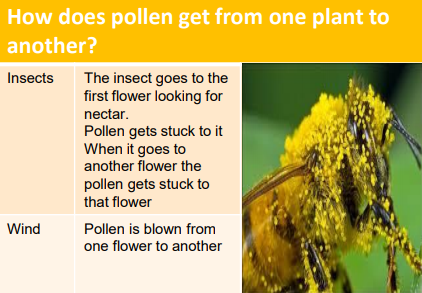 How does pollen get from one plant to
another?
Insects
The insect goes to the
first flower looking for
nectar.
Pollen gets stuck to it
When it goes to
another flower the
pollen gets stuck to
that flower
Wind
Pollen is blown from
one flower to another